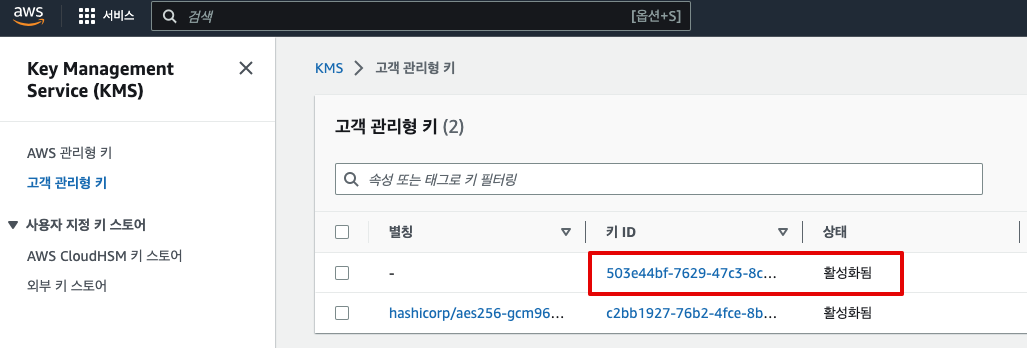 aws
서비스
검색
[옵션+S]
Key Management
Service (KMS)
AWS 관리형 키
고객 관리형 키
사용자 지정 키 스토어
AWS CloudHSM 키 스토어
외부 키 스토어
KMS
고객 관리형 키
고객 관리형 키 (2)
속성 또는 태그로 키 필터링
별칭 키 ID 상태
- 503e44bf-7629-47c3-8c... 활성화됨
hashicorp/aes256-gcm96... c2bb1927-76b2-4fce-8b... 활성화됨